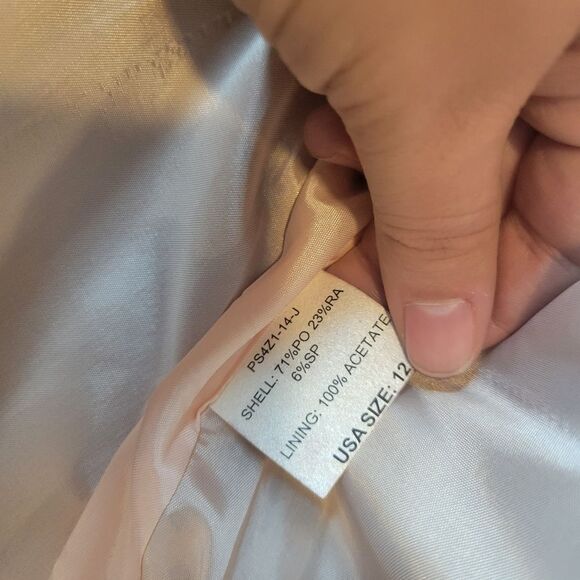 PS4Z1-14-J
SHELL: 71%PO 23%RA
6%SP
LINING: 100% ACETATE
USA SIZE: 12